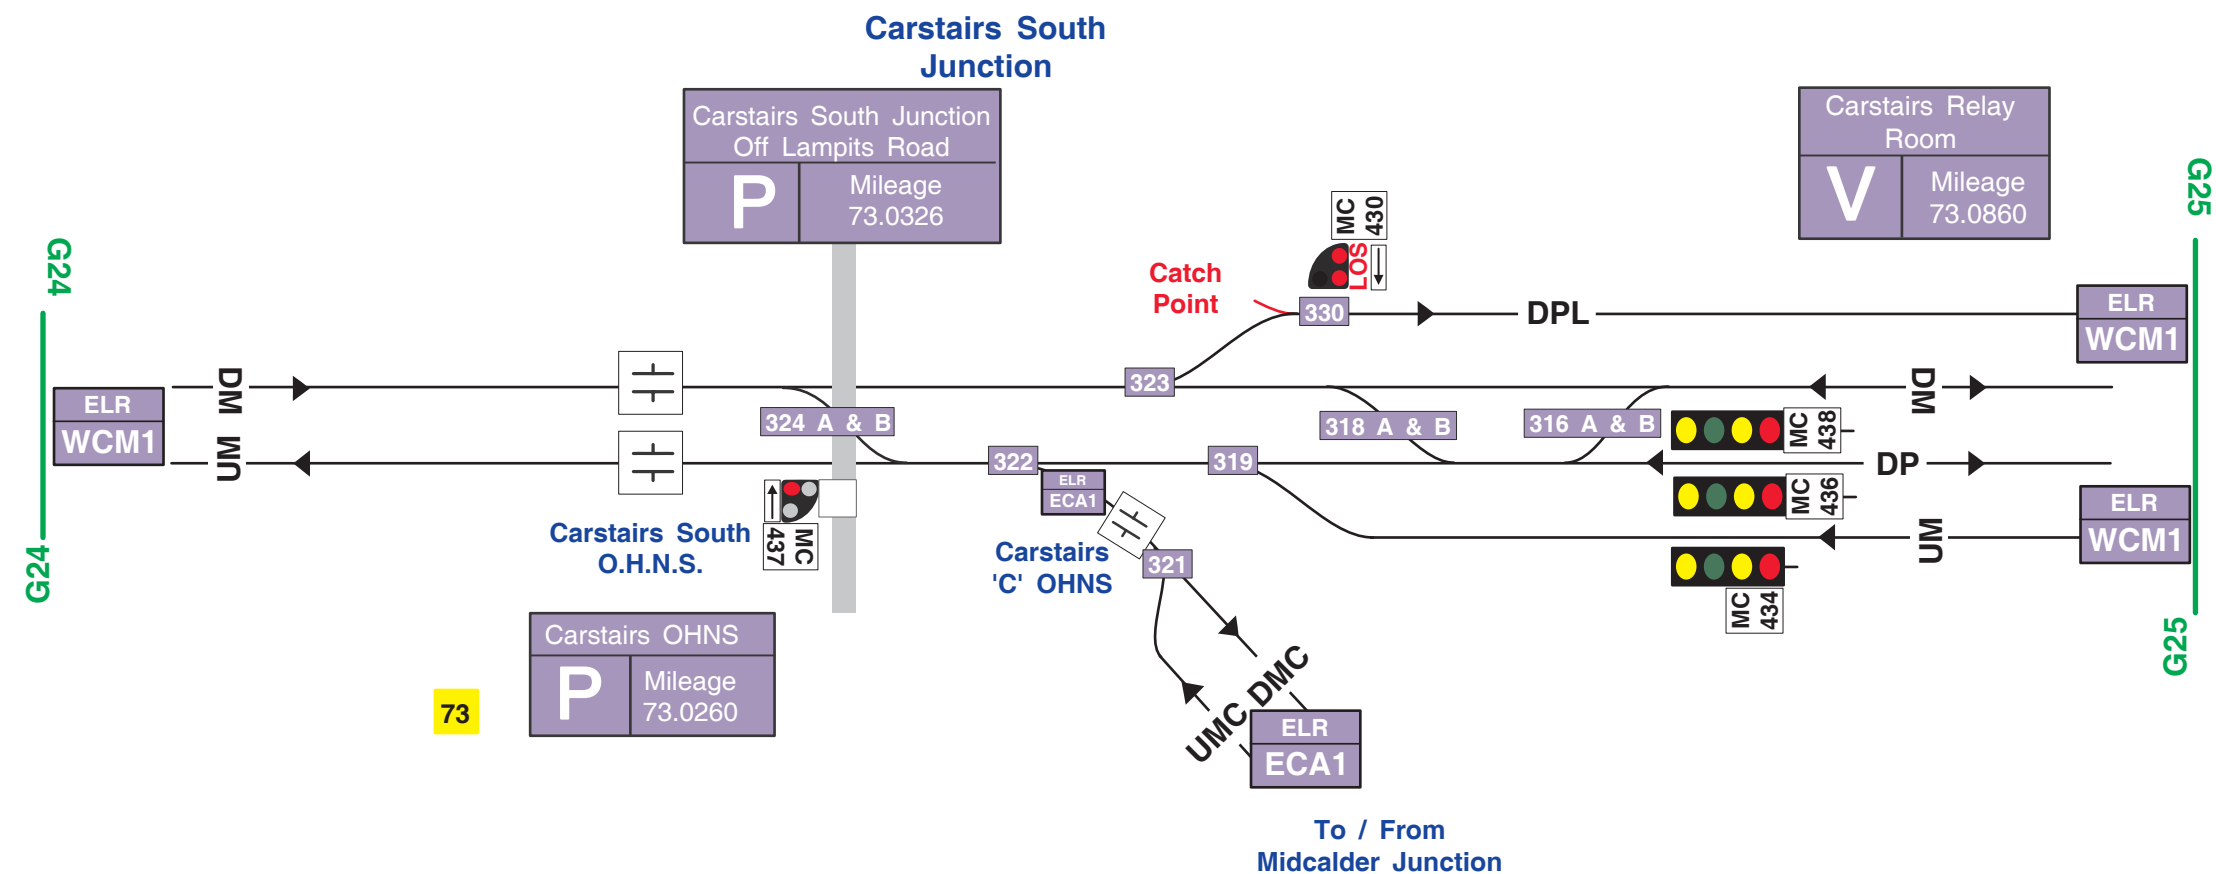 Carstairs South
Junction
Carstairs South Junction
Off Lampits Road
P
Mileage
73.0326
Carstairs Relay
Room
V
Mileage
73.0860
G24
G25
MC
430
LOS
Catch
Point
330
DPL
ELR
WCM1
DM
323
DM
ELR
WCM1
324 A & B
318 A & B
316 A & B
MC
438
UM
322
319
DP
ELR
ECA1
MC
436
ELR
WCM1
Carstairs South
O.H.N.S.
MC
437
Carstairs
'C' OHNS
321
UM
MC
434
G24
G25
Carstairs OHNS
P
Mileage
73.0260
73
UMC
DMC
ELR
ECA1
To / From
Midcalder Junction